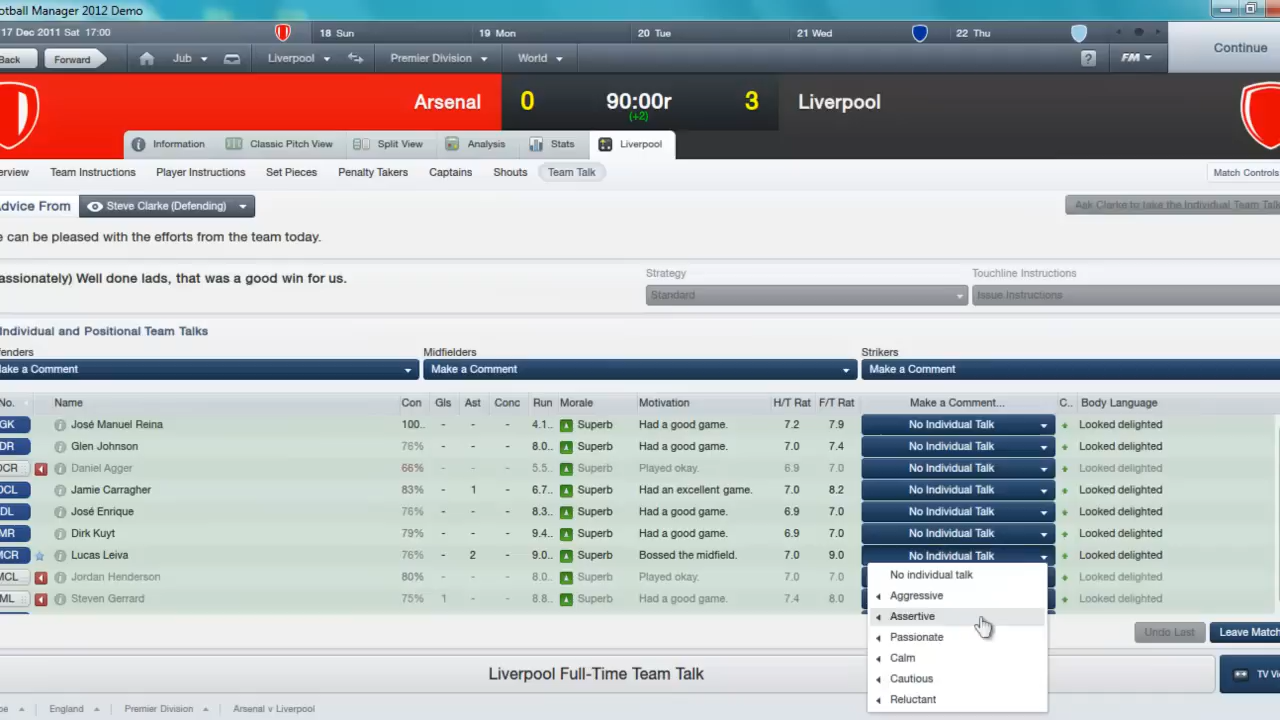 ootball Manager 2012 Demo
17 Dec 2011 Sat 17:00 18 Sun 19 Mon 20 Tue 21 Wed 22 Thu
Back Forward Jub Liverpool Premier Division World ? FM Continue
Arsenal 0 90:00r 3 Liverpool
(+2)
Information Classic Pitch View Split View Analysis Stats Liverpool
erview Team Instructions Player Instructions Set Pieces Penalty Takers Captains Shouts Team Talk Match Controls
dvice From Steve Clarke (Defending) Ask Clarke to take the Individual Team Talk
e can be pleased with the efforts from the team today.
assionately) Well done lads, that was a good win for us.
Strategy Touchline Instructions
Standard Issue Instructions
Individual and Positional Team Talks
fenders Midfielders Strikers
ake a Comment Make a Comment Make a Comment
No. Name Con Gls Ast Conc Run Morale Motivation H/T Rat F/T Rat Make a Comment... C.. Body Language
GK José Manuel Reina 100.. - - - 4.1... Superb Had a good game. 7.2 7.9 No Individual Talk Looked delighted
DR Glen Johnson 76% - - - 8.0... Superb Had a good game. 7.0 7.4 No Individual Talk Looked delighted
DCR Daniel Agger 66% - - - 5.5... Superb Played okay. 6.9 7.0 No Individual Talk Looked delighted
DCL Jamie Carragher 83% - 1 - 6.7... Superb Had an excellent game. 7.0 8.2 No Individual Talk Looked delighted
DL José Enrique 76% - - - 8.3... Superb Had a good game. 6.9 7.0 No Individual Talk Looked delighted
MR Dirk Kuyt 79% - - - 9.4... Superb Had a good game. 6.9 7.0 No Individual Talk Looked delighted
MCR Lucas Leiva 76% - 2 - 9.0... Superb Bossed the midfield. 7.0 9.0 No Individual Talk Looked delighted
MCL Jordan Henderson 80% - - - 8.0... Superb Played okay. 7.0 7.0 Looked delighted
ML Steven Gerrard 75% 1 - - 8.8... Superb Had a good game. 7.4 8.0 Looked delighted
No individual talk
Aggressive
Assertive
Passionate
Calm
Cautious
Reluctant
Undo Last Leave Match
Liverpool Full-Time Team Talk TV Vi
pe England Premier Division Arsenal v Liverpool